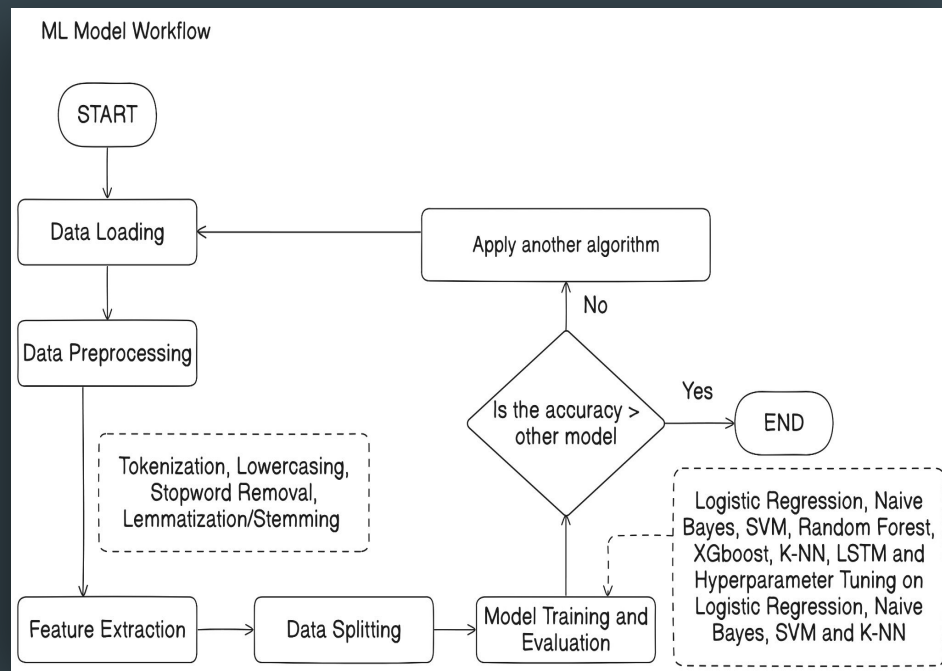 ML Model Workflow
START
Data Loading
Apply another algorithm
No
Data Preprocessing
Yes
Is the accuracy >
other model
END
Tokenization, Lowercasing,
Stopword Removal,
Lemmatization/Stemming
Logistic Regression, Naive
Bayes, SVM, Random Forest,
XGboost, K-NN, LSTM and
Hyperparameter Tuning on
Logistic Regression, Naive
Bayes, SVM and K-NN
Feature Extraction
Data Splitting
Model Training and
Evaluation